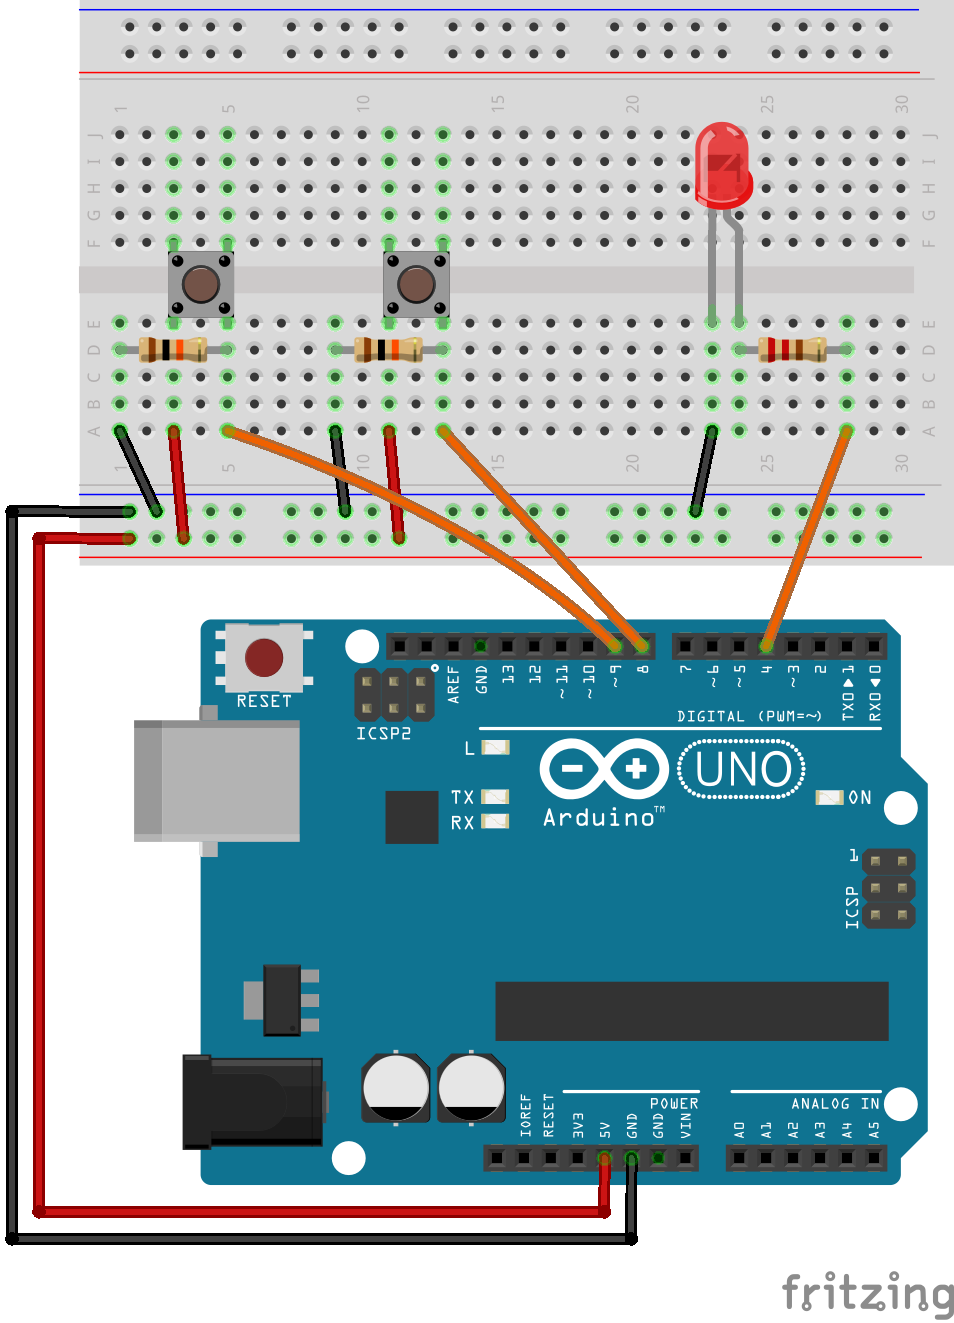 1 5 10 15 20 25 30
J J
I I
H H
G G
F F
E E
D D
C C
B B
A A
1 5 10 15 20 25 30
RESET
ICSP2
AREF GND 13 12 ~11 ~10 ~9 8 7 ~6 ~5 4 ~3 2 TX0 1 RX0 0
DIGITAL (PWM=~)
L
TX
RX
UNO
Arduino™
ON
1
ICSP
POWER
ANALOG IN
IOREF RESET 3V3 5V GND GND VIN A0 A1 A2 A3 A4 A5
fritzing